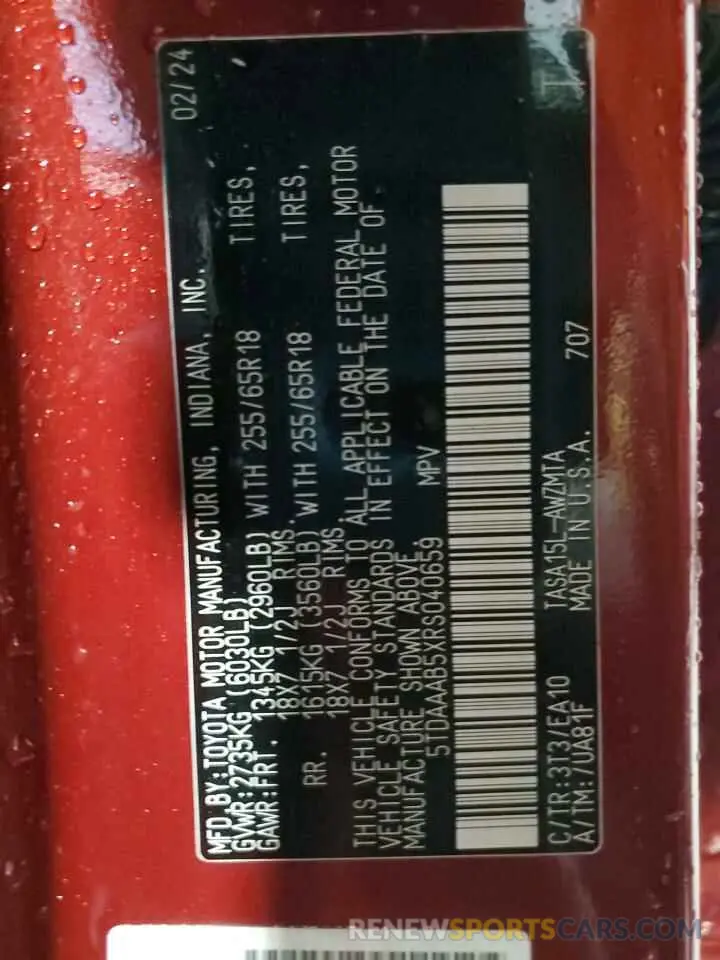 MFD.BY:TOYOTA MOTOR MANUFACTURING, INDIANA, INC. 02/24
GVWR:2735KG (6030LB)
GAWR:FRT. 1345KG (2960LB) WITH 255/65R18 TIRES,
18X7 1/2J RIMS.
RR. 1615KG (3560LB) WITH 255/65R18 TIRES,
18X7 1/2J RIMS
THIS VEHICLE CONFORMS TO ALL APPLICABLE FEDERAL MOTOR
VEHICLE SAFETY STANDARDS IN EFFECT ON THE DATE OF
MANUFACTURE SHOWN ABOVE.
5TDAAAB5XRS040659 MPV
C/TR:3T3/EA10 TASA15L-AWZMTA 707
A/TM:/UA81F MADE IN U.S.A.
RENEWSPORTSCARS.COM